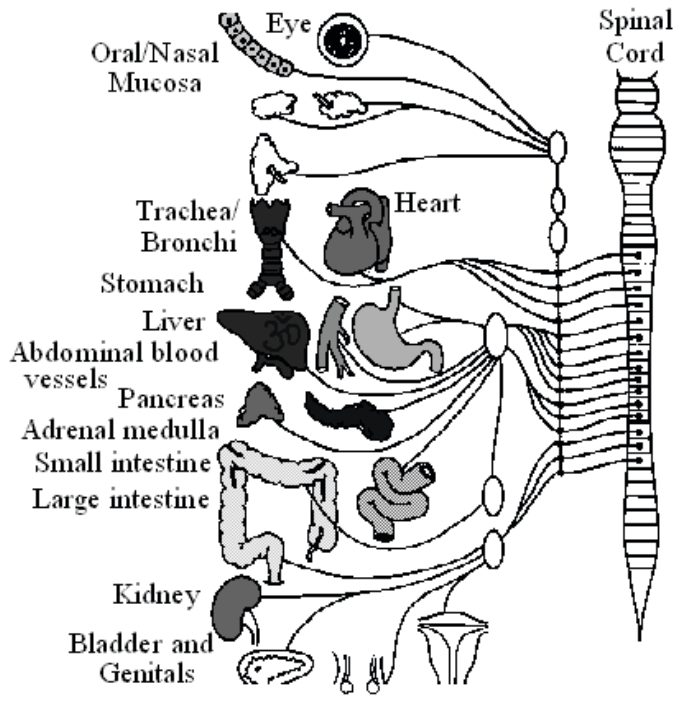 Eye
Spinal
Cord
Oral/Nasal
Mucosa
Trachea/
Bronchi
Heart
Stomach
Liver
ॐ
Abdominal blood
vessels
Pancreas
Adrenal medulla
Small intestine
Large intestine
Kidney
Bladder and
Genitals